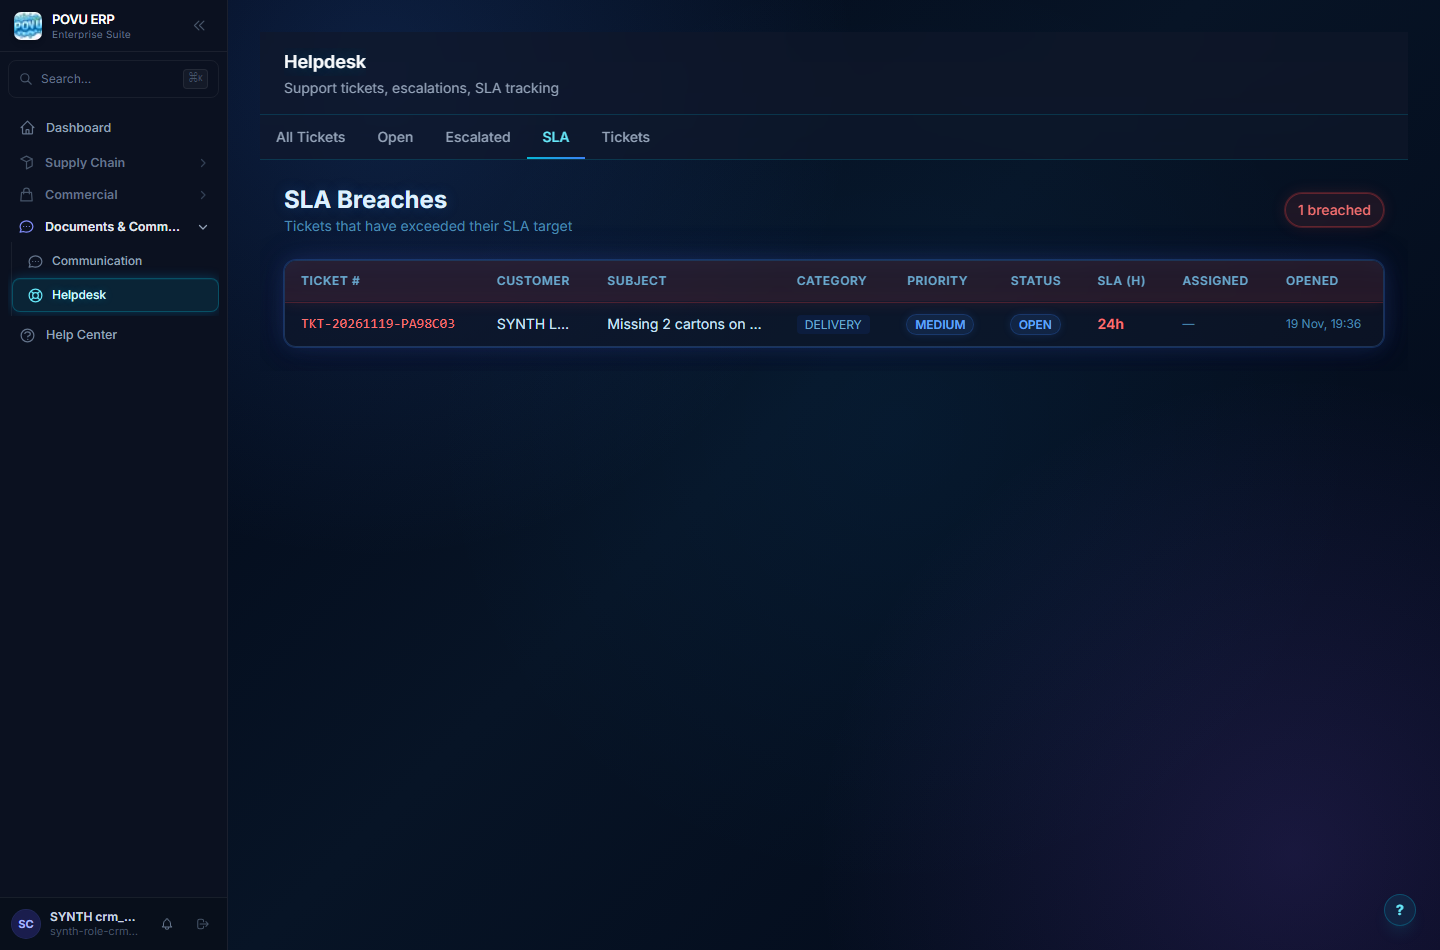 POVU ERP
Enterprise Suite
Search...
⌘K
Dashboard
Supply Chain
Commercial
Documents & Comm...
Communication
Helpdesk
Help Center
SC
SYNTH crm_...
synth-role-crm...
Helpdesk
Support tickets, escalations, SLA tracking
All Tickets Open Escalated SLA Tickets
SLA Breaches
Tickets that have exceeded their SLA target
1 breached
TICKET # CUSTOMER SUBJECT CATEGORY PRIORITY STATUS SLA (H) ASSIGNED OPENED
TKT-20261119-PA98C03 SYNTH L... Missing 2 cartons on ... DELIVERY MEDIUM OPEN 24h — 19 Nov, 19:36
?